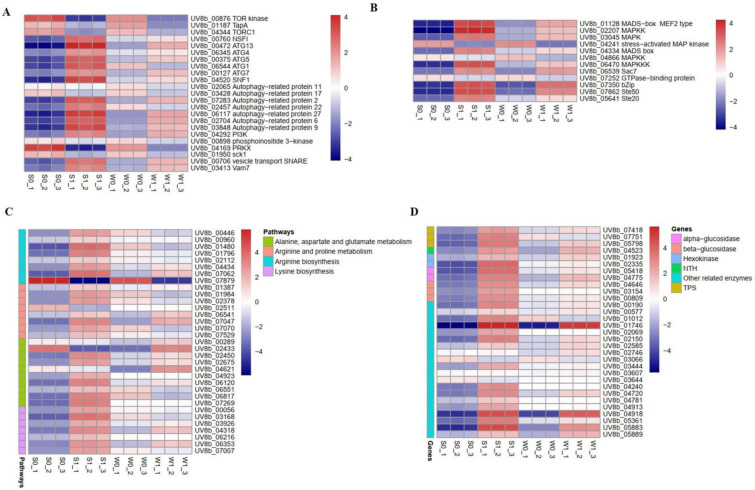 A
UV8b_00876 TOR kinase
UV8b_01187 TapA
UV8b_04344 TORC1
UV8b_00760 NSFI
UV8b_00472 ATG13
UV8b_06345 ATG4
UV8b_00375 ATG5
UV8b_06544 ATG1
UV8b_00127 ATG7
UV8b_04520 SNF1
UV8b_02065 Autophagy-related protein 11
UV8b_03428 Autophagy-related protein 17
UV8b_07283 Autophagy-related protein 2
UV8b_02457 Autophagy-related protein 22
UV8b_06117 Autophagy-related protein 27
UV8b_02704 Autophagy-related protein 6
UV8b_03848 Autophagy-related protein 9
UV8b_04292 PI3K
UV8b_00898 phosphoinositide 3-kinase
UV8b_04169 PRKX
UV8b_01950 sck1
UV8b_00706 vesicle transport SNARE
UV8b_03413 Vam7
S0_1
S0_2
S0_3
S1_1
S1_2
S1_3
W0_1
W0_2
W0_3
W1_1
W1_2
W1_3
4
2
0
−2
−4
B
UV8b_01128 MADS-box MEF2 type
UV8b_02207 MAPKK
UV8b_03045 MAPK
UV8b_04241 stress-activated MAP kinase
UV8b_04334 MADS box
UV8b_04866 MAPKK
UV8b_06470 MAPKKK
UV8b_06539 Sac7
UV8b_07252 GTPase-binding protein
UV8b_07350 bZip
UV8b_07862 Ste50
UV8b_05641 Ste20
S0_1
S0_2
S0_3
S1_1
S1_2
S1_3
W0_1
W0_2
W0_3
W1_1
W1_2
W1_3
4
2
0
−2
−4
C
UV8b_00446
UV8b_00960
UV8b_01480
UV8b_01796
UV8b_02112
UV8b_04434
UV8b_07062
UV8b_07879
UV8b_01387
UV8b_01984
UV8b_02378
UV8b_02511
UV8b_06541
UV8b_07047
UV8b_07070
UV8b_07529
UV8b_00289
UV8b_02433
UV8b_02450
UV8b_02675
UV8b_04621
UV8b_04923
UV8b_06120
UV8b_06551
UV8b_06817
UV8b_07269
UV8b_00056
UV8b_03168
UV8b_03926
UV8b_04318
UV8b_06216
UV8b_06353
UV8b_07007
Pathways
S0_1
S0_2
S0_3
S1_1
S1_2
S1_3
W0_1
W0_2
W0_3
W1_1
W1_2
W1_3
4
2
0
−2
−4
Pathways
Alanine, aspartate and glutamate metabolism
Arginine and proline metabolism
Arginine biosynthesis
Lysine biosynthesis
D
UV8b_07418
UV8b_07751
UV8b_05798
UV8b_04523
UV8b_01923
UV8b_02335
UV8b_05418
UV8b_04775
UV8b_04646
UV8b_03154
UV8b_00809
UV8b_00190
UV8b_00577
UV8b_01012
UV8b_01746
UV8b_02069
UV8b_02150
UV8b_02585
UV8b_02746
UV8b_03066
UV8b_03444
UV8b_03607
UV8b_03644
UV8b_04240
UV8b_04720
UV8b_04781
UV8b_04913
UV8b_04918
UV8b_05361
UV8b_05883
UV8b_05889
Genes
S0_1
S0_2
S0_3
S1_1
S1_2
S1_3
W0_1
W0_2
W0_3
W1_1
W1_2
W1_3
6
4
2
0
−2
−4
−6
Genes
alpha-glucosidase
beta-glucosidase
Hexokinase
NTH
Other related enzymes
TPS